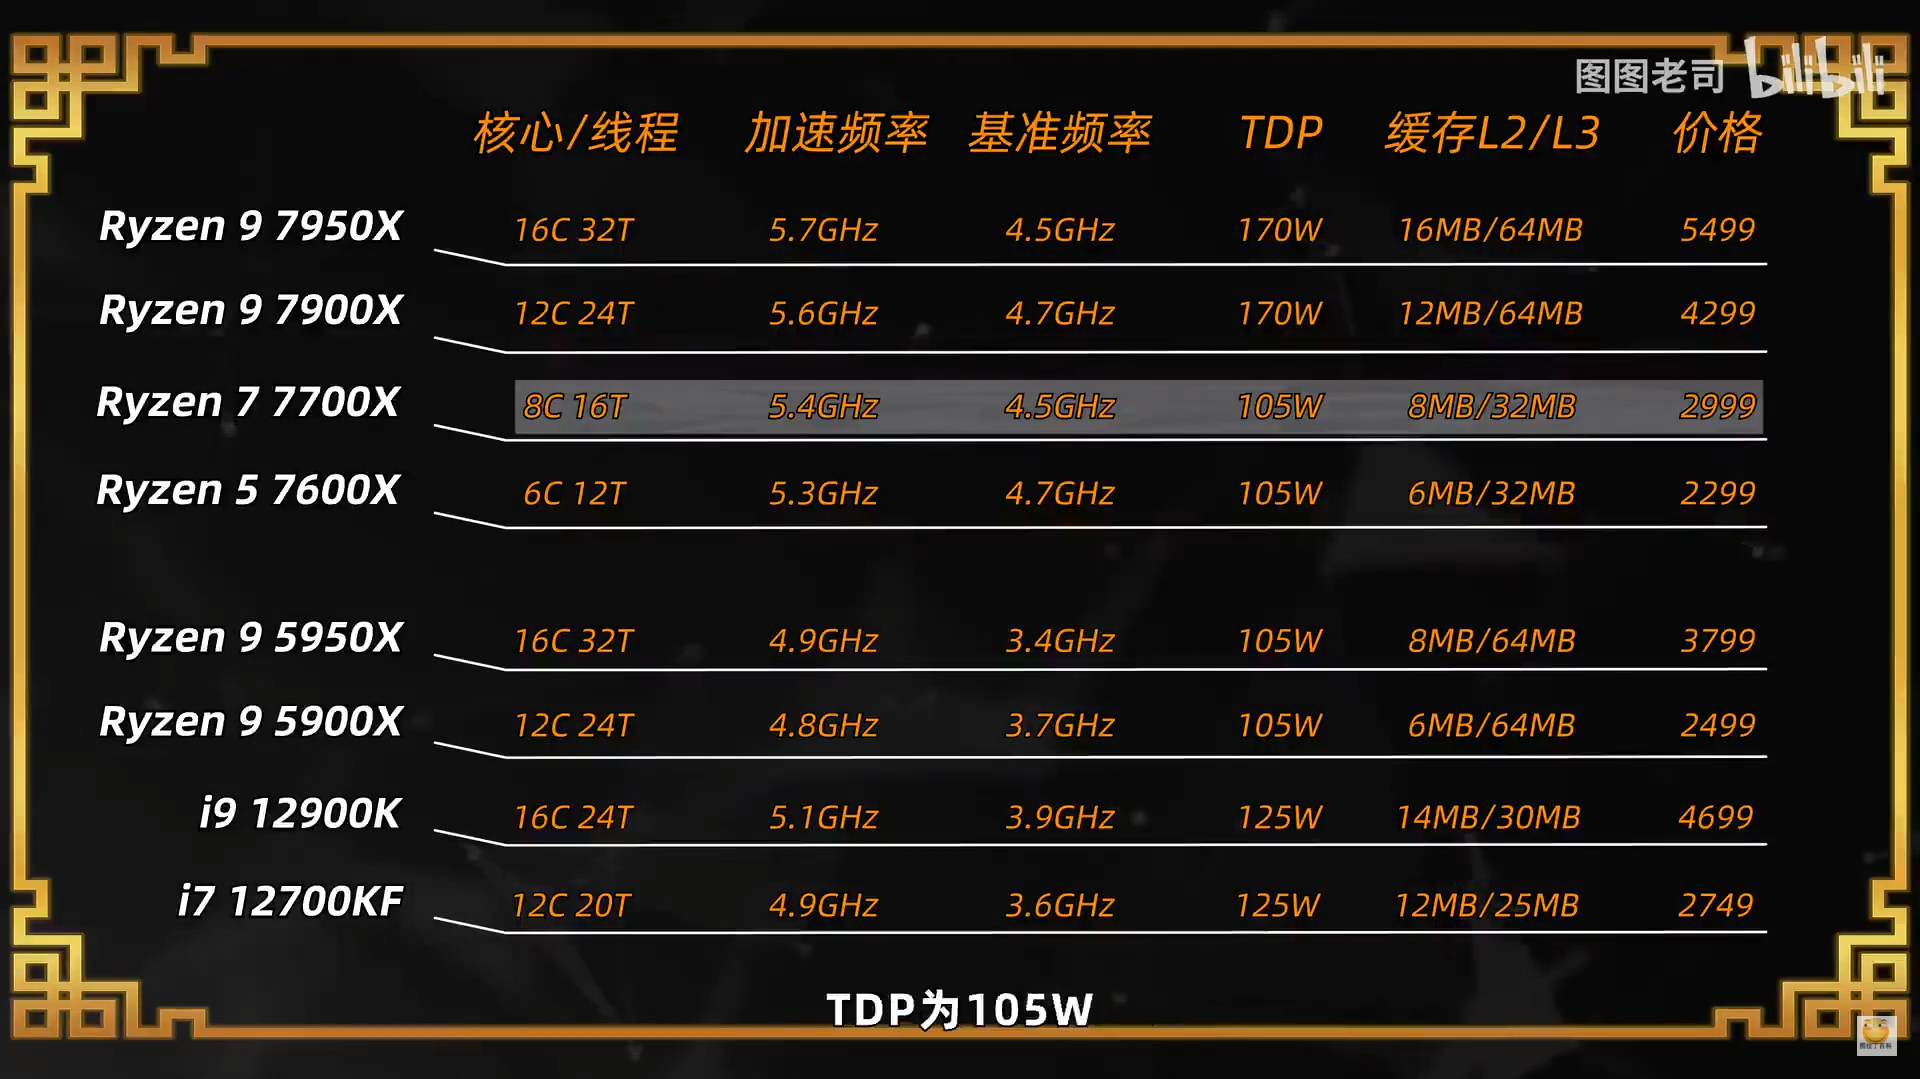 图图老司 bilibili
核心/线程 加速频率 基准频率 TDP 缓存L2/L3 价格
Ryzen 9 7950X 16C 32T 5.7GHz 4.5GHz 170W 16MB/64MB 5499
Ryzen 9 7900X 12C 24T 5.6GHz 4.7GHz 170W 12MB/64MB 4299
Ryzen 7 7700X 8C 16T 5.4GHz 4.5GHz 105W 8MB/32MB 2999
Ryzen 5 7600X 6C 12T 5.3GHz 4.7GHz 105W 6MB/32MB 2299
Ryzen 9 5950X 16C 32T 4.9GHz 3.4GHz 105W 8MB/64MB 3799
Ryzen 9 5900X 12C 24T 4.8GHz 3.7GHz 105W 6MB/64MB 2499
i9 12900K 16C 24T 5.1GHz 3.9GHz 125W 14MB/30MB 4699
i7 12700KF 12C 20T 4.9GHz 3.6GHz 125W 12MB/25MB 2749
TDP为105W